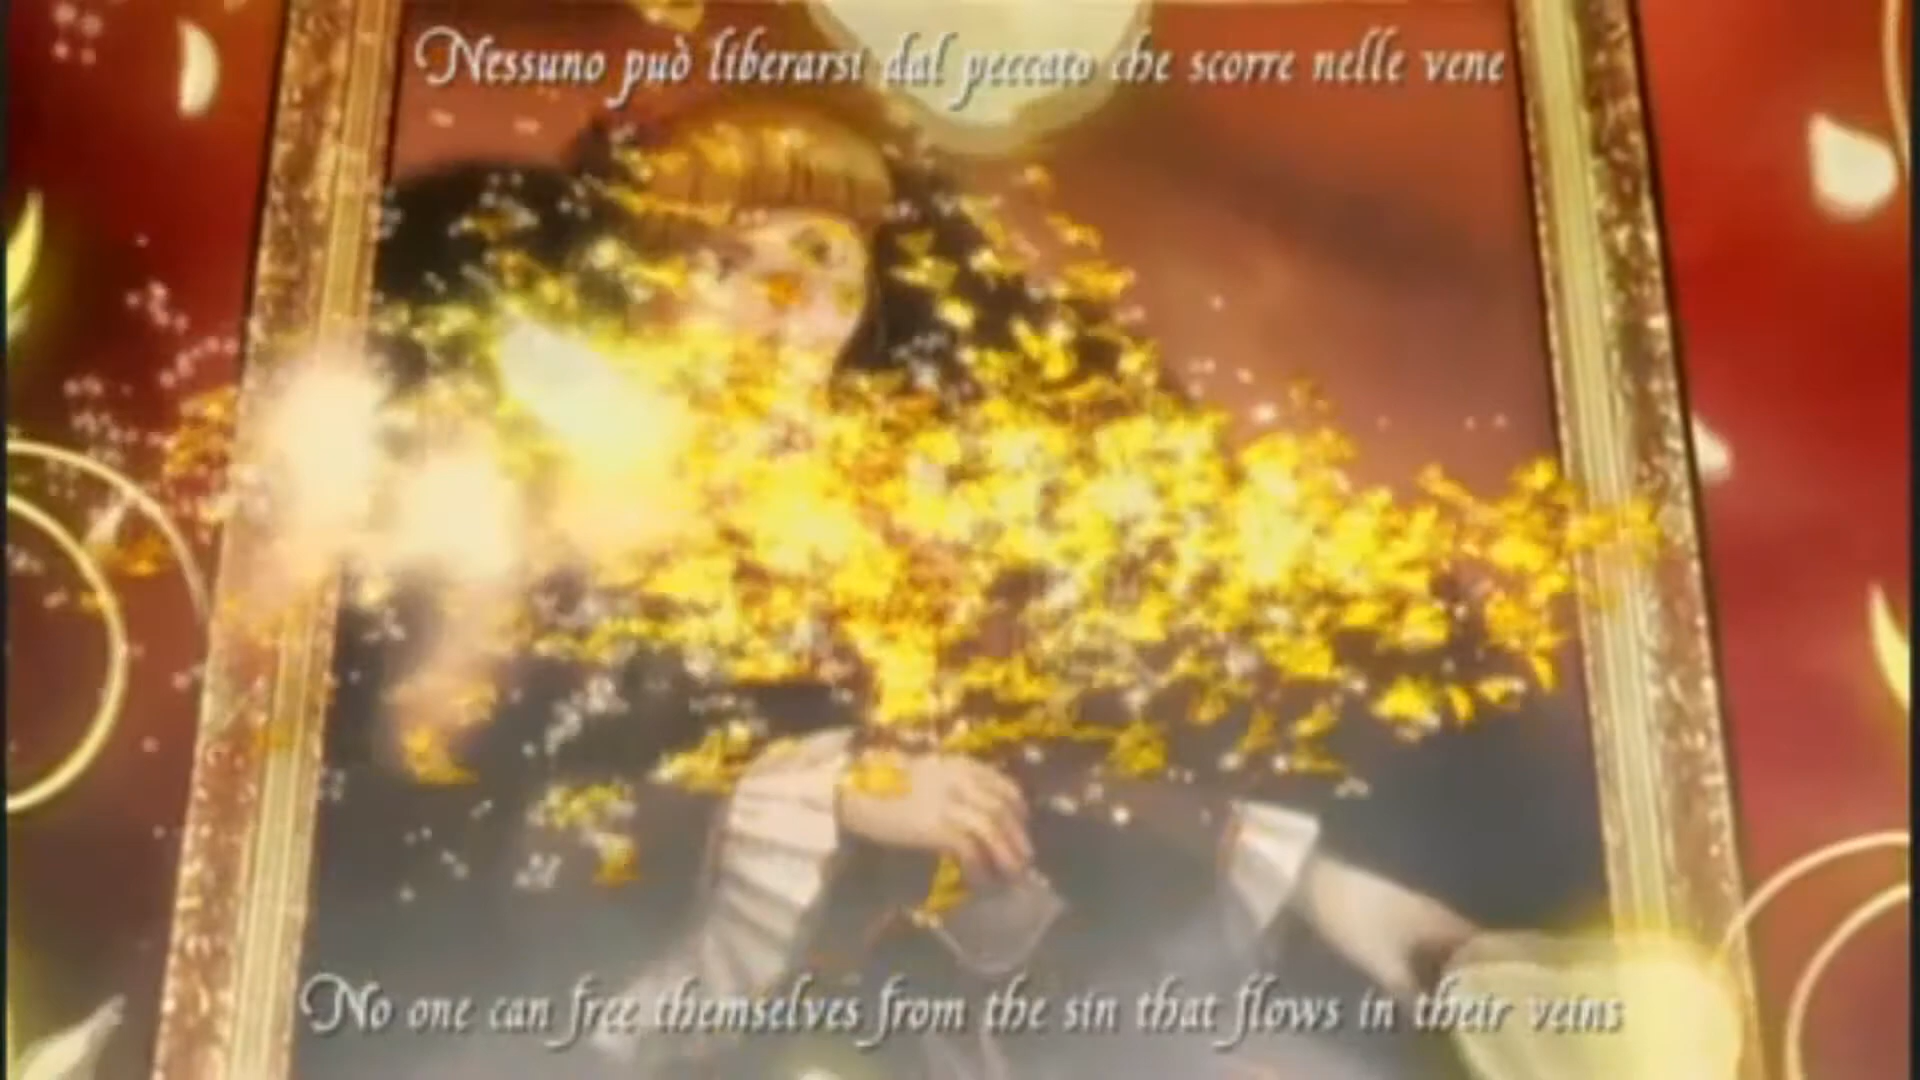 Nessuno può liberarsi dal peccato che scorre nelle vene
No one can free themselves from the sin that flows in their veins